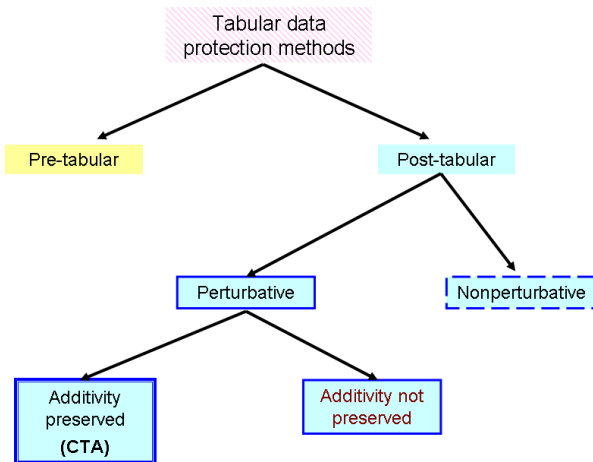 Tabular data
protection methods
Pre-tabular
Post-tabular
Perturbative
Nonperturbative
Additivity
preserved
(CTA)
Additivity not
preserved